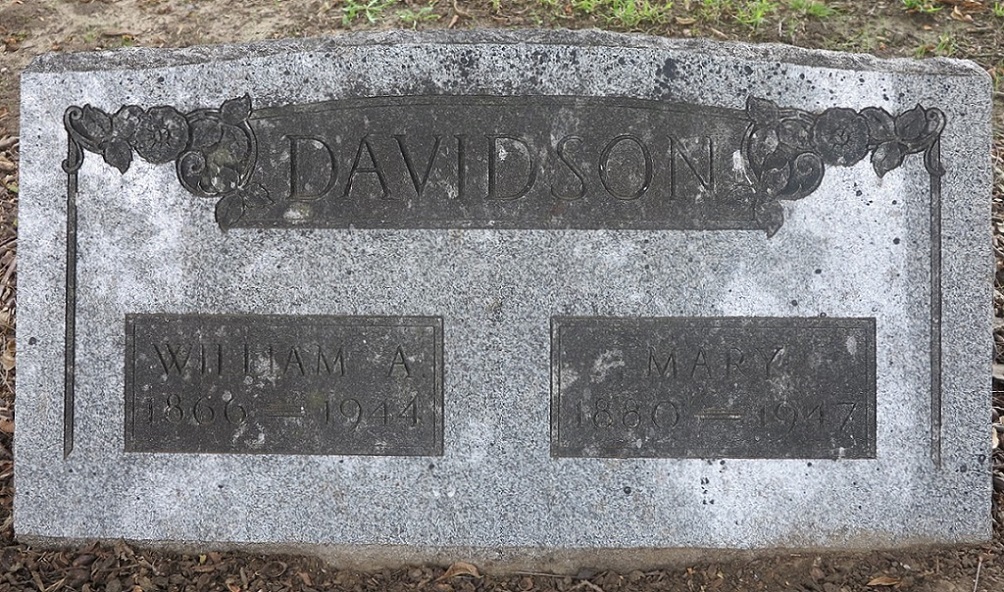 DAVIDSON
WILLIAM A.
1866 — 1944
MARY
1860 — 1947